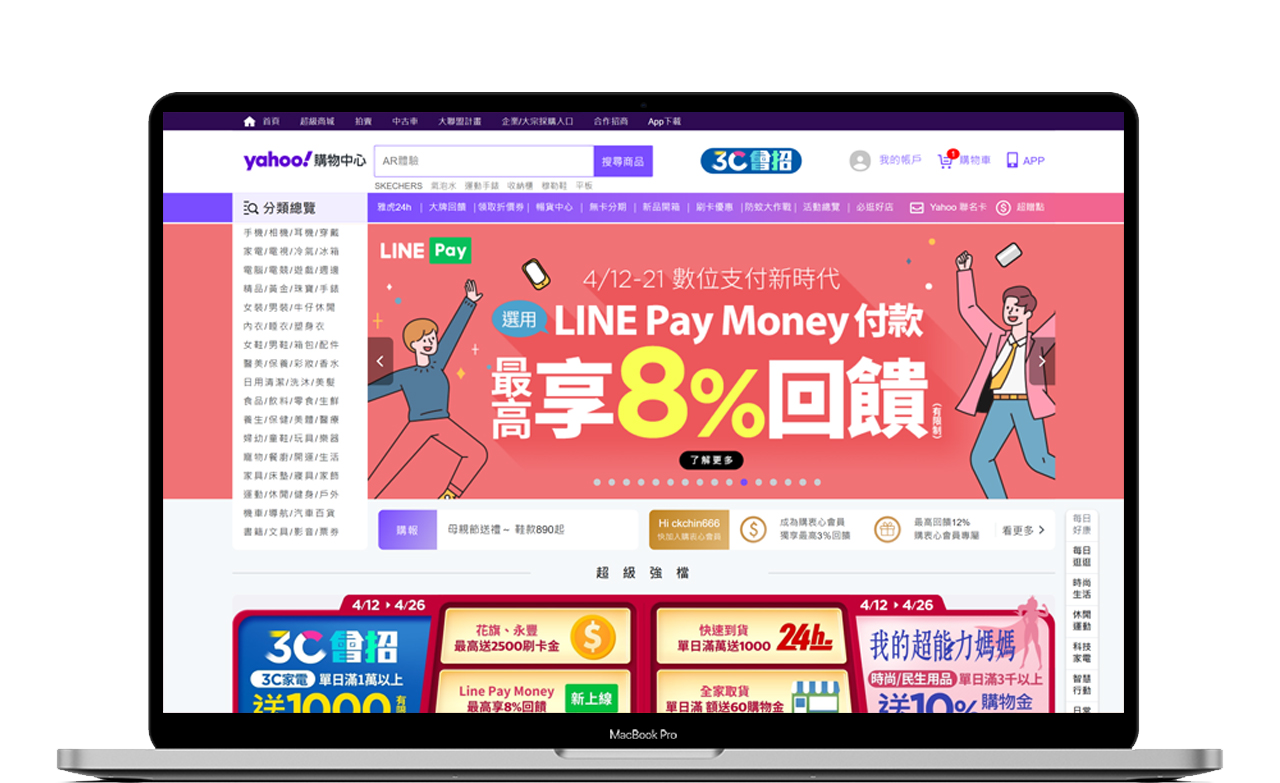 首頁 超級商城 拍賣 中古車 大聯盟計畫 企業/大宗採購入口 合作招商 App下載
yahoo!購物中心 AR體驗 搜尋商品 3C會招 我的帳戶 1 購物車 APP
SKECHERS 氣泡水 運動手錶 收納櫃 穆勒鞋 平板
分類總覽 雅虎24h | 大牌回饋 | 領取折價券 | 暢貨中心 | 無卡分期 | 新品開箱 | 刷卡優惠 | 防蚊大作戰 | 活動總覽 | 必逛好店 Yahoo 聯名卡 超贈點
手機/相機/耳機/穿戴
家電/電視/冷氣/冰箱
電腦/電競/遊戲/週邊
精品/黃金/珠寶/手錶
女裝/男裝/牛仔休閒
內衣/睡衣/塑身衣
女鞋/男鞋/箱包/配件
醫美/保養/彩妝/香水
日用清潔/洗沐/美髮
食品/飲料/零食/生鮮
養生/保健/美體/醫療
婦幼/童鞋/玩具/樂器
寵物/餐廚/開運/生活
家具/床墊/寢具/家飾
運動/休閒/健身/戶外
機車/導航/汽車百貨
書籍/文具/影音/票券
LINE Pay
4/12-21 數位支付新時代
選用 LINE Pay Money 付款
最高享8%回饋(有限制)
了解更多
購報 母親節送禮~ 鞋款890起
Hi ckchin666
快加入購衷心會員
成為購衷心會員
獨享最高3%回饋
最高回饋12%
購衷心會員專屬
看更多
每日
好康
每日
逛逛
時尚
生活
休閒
運動
科技
家電
智慧
行動
日常
超級強檔
4/12 ▸ 4/26
3C會招
3C家電 單日滿1萬以上
送1000
花旗、永豐
最高送2500刷卡金
Line Pay Money
最高享8%回饋
新上線
快速到貨
單日滿萬送1000
24h
全家取貨
單日滿 額送60購物金
4/12 ▸ 4/26
我的超能力媽媽
時尚/民生用品 單日滿3千以上
送10% 購物金
MacBook Pro